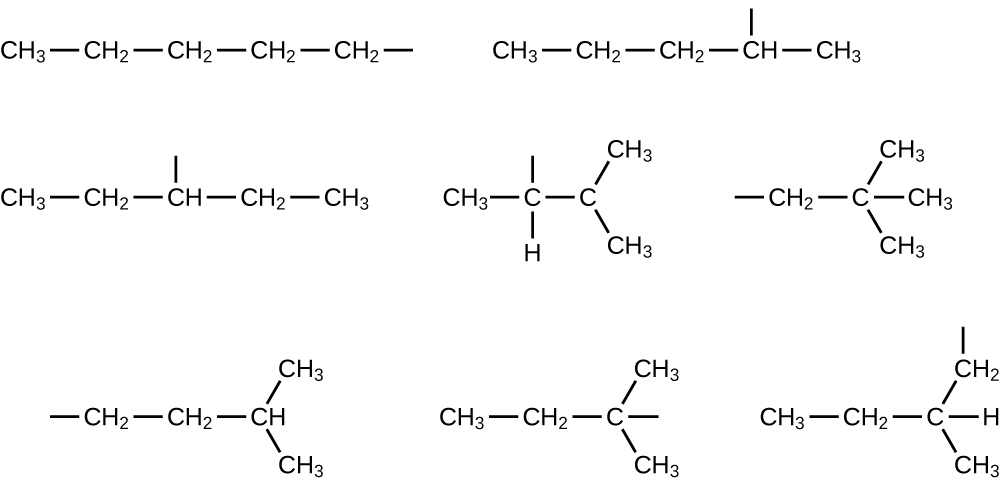 CH3—CH2—CH2—CH2—CH2— CH3—CH2—CH2—CH—CH3
CH3
CH3—CH2—CH—CH2—CH3 CH3—C—C —CH2—C—CH3
CH3
H CH3 CH3
CH3 CH3 CH2
—CH2—CH2—CH CH3—CH2—C— CH3—CH2—C—H
CH3 CH3 CH3